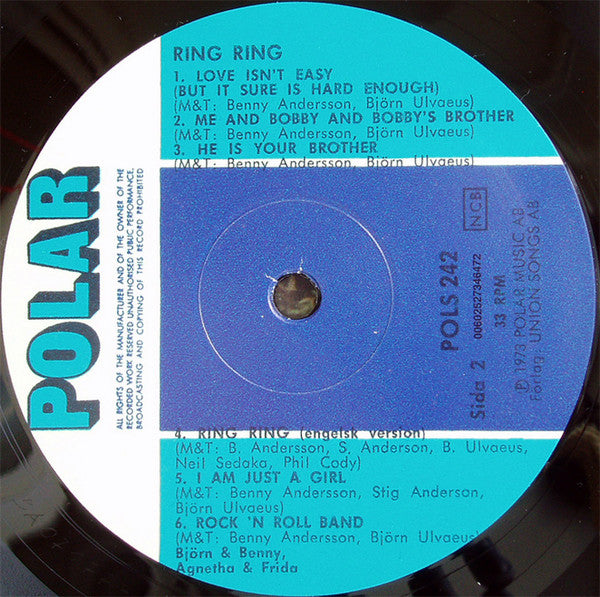 POLAR
ALL RIGHTS OF THE MANUFACTURER AND OF THE OWNER OF THE
RECORDED WORK RESERVED UNAUTHORISED PUBLIC PERFORMANCE,
BROADCASTING AND COPYING OF THIS RECORD PROHIBITED
RING RING
1. LOVE ISN'T EASY
(BUT IT SURE IS HARD ENOUGH)
(M&T: Benny Andersson, Björn Ulvaeus)
2. ME AND BOBBY AND BOBBY'S BROTHER
3. HE IS YOUR BROTHER
(M&T: Benny Andersson, Björn Ulvaeus)
NCB
POLS 242
00602527346472
Sida 2
33 RPM
Ⓟ 1973 POLAR MUSIC AB
Förlag: UNION SONGS AB
4. RING RING (engelsk version)
(M&T: B. Andersson, S. Anderson, B. Ulvaeus,
Neil Sedaka, Phil Cody)
5. I AM JUST A GIRL
(M&T: Benny Andersson, Stig Anderson,
Björn Ulvaeus)
6. ROCK 'N ROLL BAND
(M&T: Benny Andersson, Björn Ulvaeus)
Björn & Benny,
Agnetha & Frida